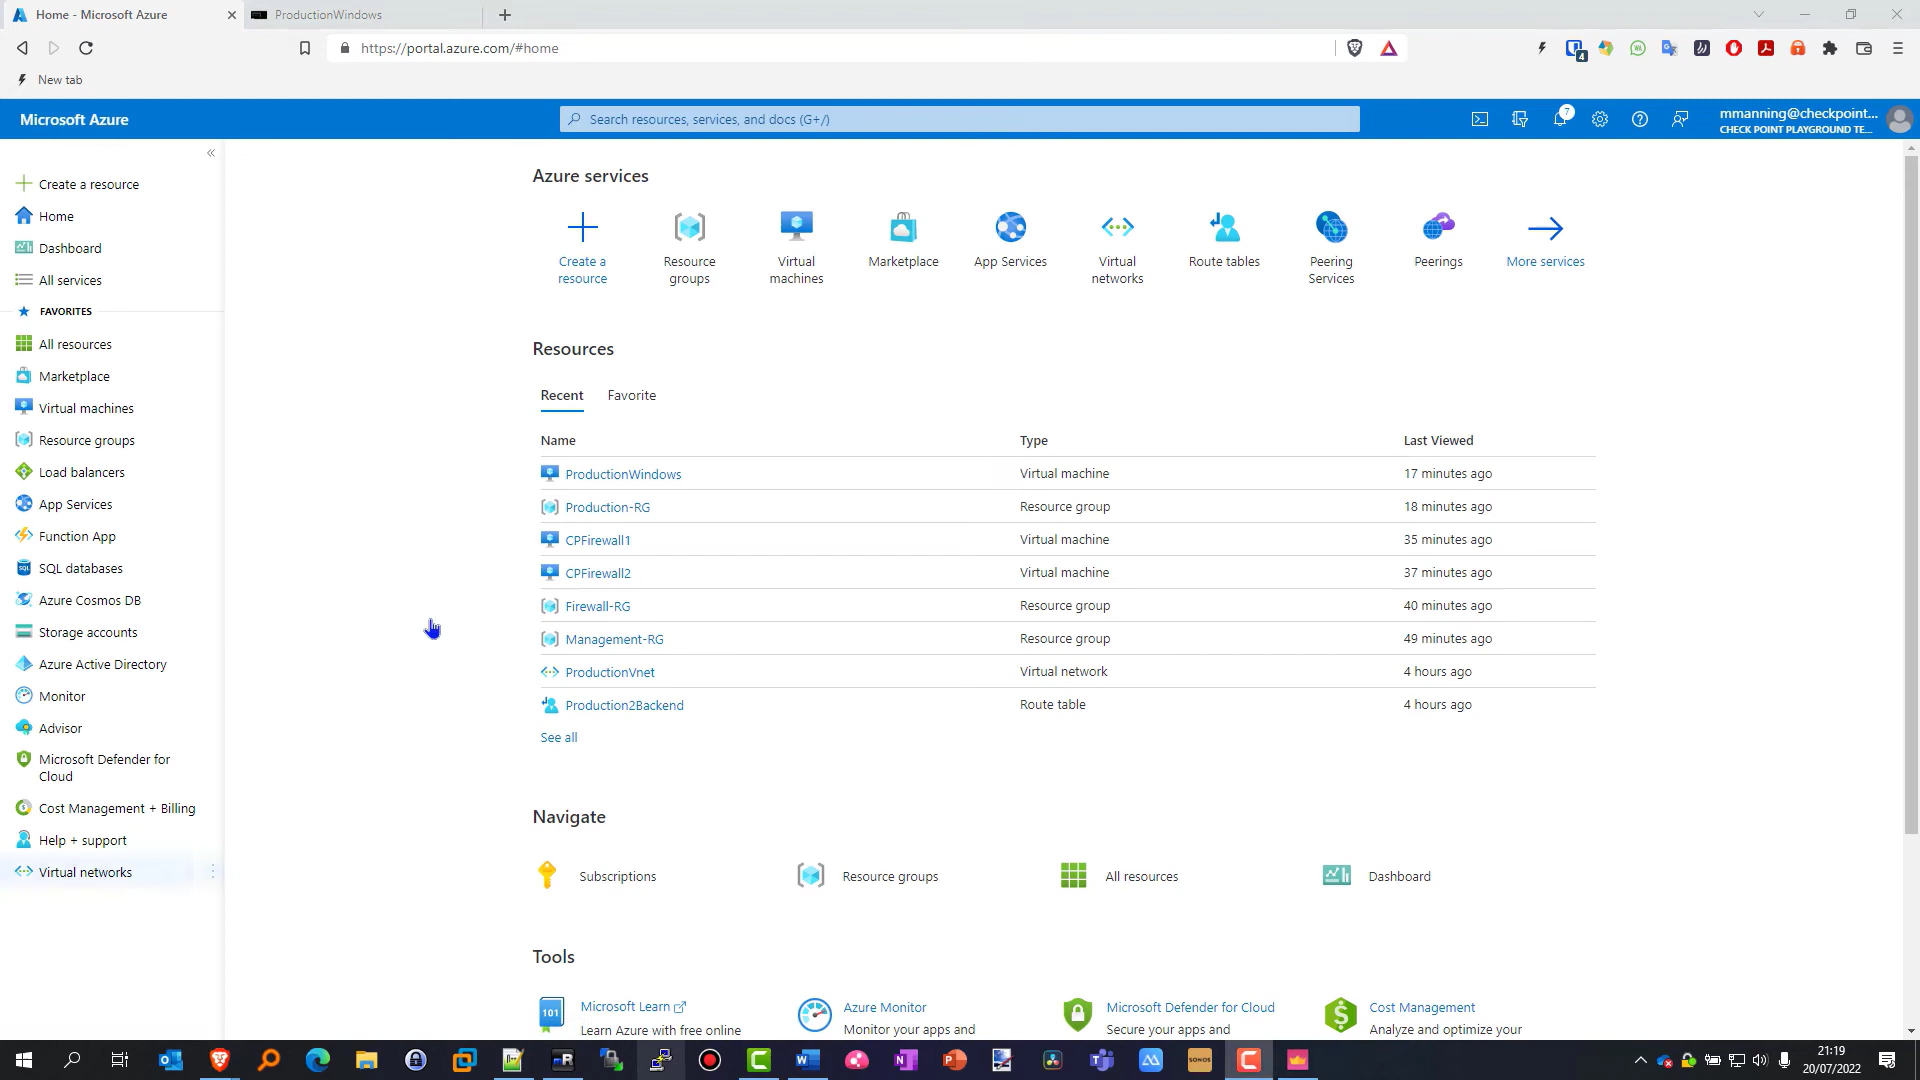 Home - Microsoft Azure
ProductionWindows
https://portal.azure.com/#home
4
New tab
Microsoft Azure
Search resources, services, and docs (G+/)
7
mmanning@checkpoint...
CHECK POINT PLAYGROUND TE...
Create a resource
Home
Dashboard
All services
FAVORITES
All resources
Marketplace
Virtual machines
Resource groups
Load balancers
App Services
Function App
SQL databases
Azure Cosmos DB
Storage accounts
Azure Active Directory
Monitor
Advisor
Microsoft Defender for
Cloud
Cost Management + Billing
Help + support
Virtual networks
Azure services
Create a
resource
Resource
groups
Virtual
machines
Marketplace
App Services
Virtual
networks
Route tables
Peering
Services
Peerings
More services
Resources
Recent
Favorite
Name Type Last Viewed
ProductionWindows Virtual machine 17 minutes ago
Production-RG Resource group 18 minutes ago
CPFirewall1 Virtual machine 35 minutes ago
CPFirewall2 Virtual machine 37 minutes ago
Firewall-RG Resource group 40 minutes ago
Management-RG Resource group 49 minutes ago
ProductionVnet Virtual network 4 hours ago
Production2Backend Route table 4 hours ago
See all
Navigate
Subscriptions
Resource groups
All resources
Dashboard
Tools
101
Microsoft Learn
Learn Azure with free online
Azure Monitor
Monitor your apps and
Microsoft Defender for Cloud
Secure your apps and
Cost Management
Analyze and optimize your
SONOS
21:19
20/07/2022